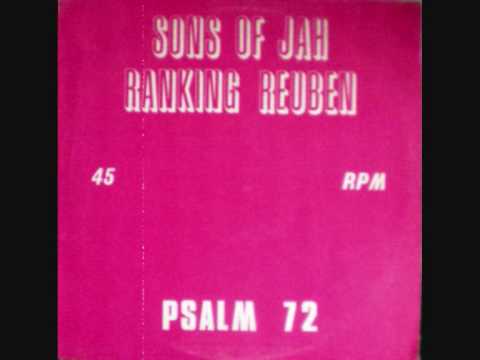 SONS OF JAH
RANKING REUBEN
45 RPM
PSALM 72